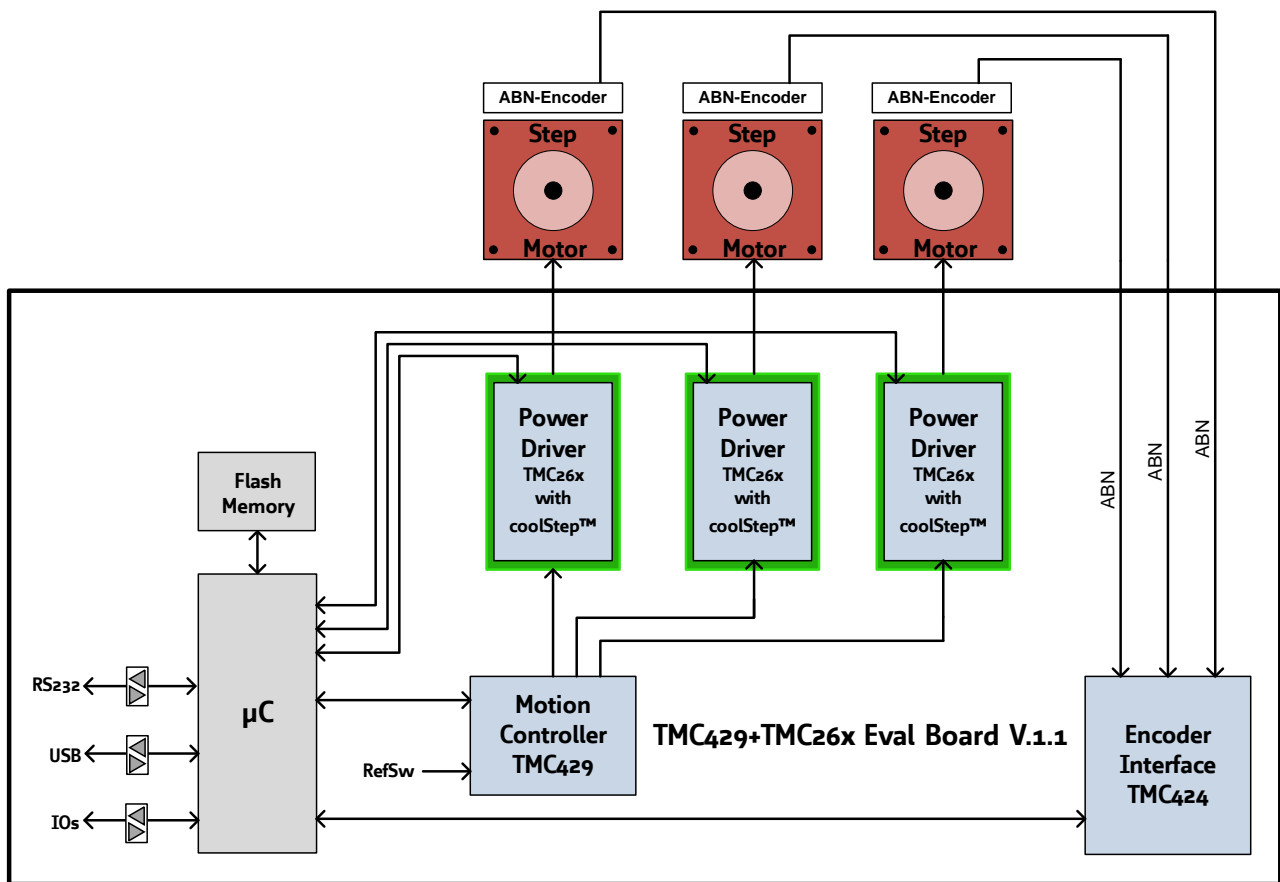 ABN-Encoder
ABN-Encoder
ABN-Encoder
Step
Motor
Step
Motor
Step
Motor
Power
Driver
TMC26x
with
coolStep™
Power
Driver
TMC26x
with
coolStep™
Power
Driver
TMC26x
with
coolStep™
ABN
ABN
ABN
Flash
Memory
µC
RS232
USB
IOs
RefSw
Motion
Controller
TMC429
TMC429+TMC26x Eval Board V.1.1
Encoder
Interface
TMC424